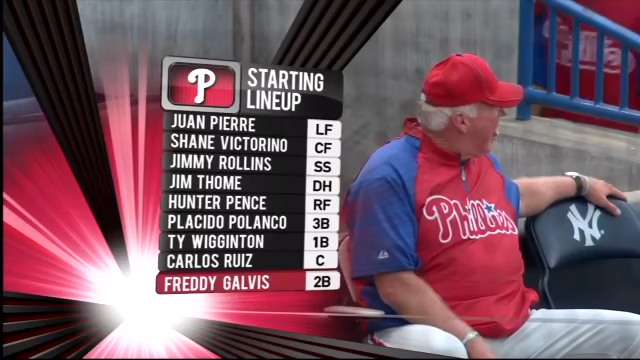 P
STARTING
LINEUP
JUAN PIERRE LF
SHANE VICTORINO CF
JIMMY ROLLINS SS
JIM THOME DH
HUNTER PENCE RF
PLACIDO POLANCO 3B
TY WIGGINTON 1B
CARLOS RUIZ C
FREDDY GALVIS 2B
Phillies
NY